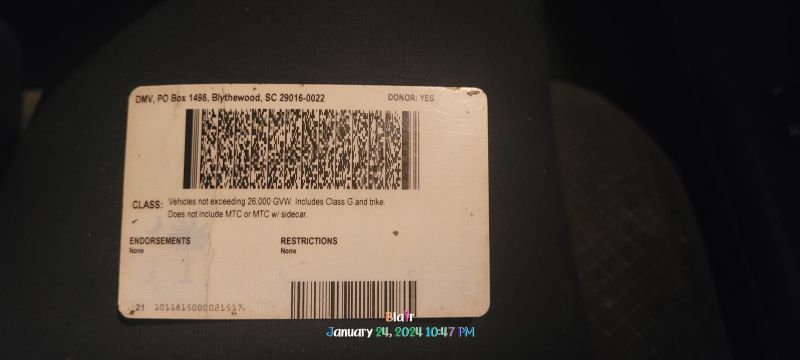 DMV, PO Box 1498, Blythewood, SC 29016-0022 DONOR: YES
CLASS: Vehicles not exceeding 26,000 GVW. Includes Class G and trike.
Does not include MTC or MTC w/ sidecar.
ENDORSEMENTS RESTRICTIONS
None None
21 1011815000021517
Blair
January 24, 2024 10:47 PM